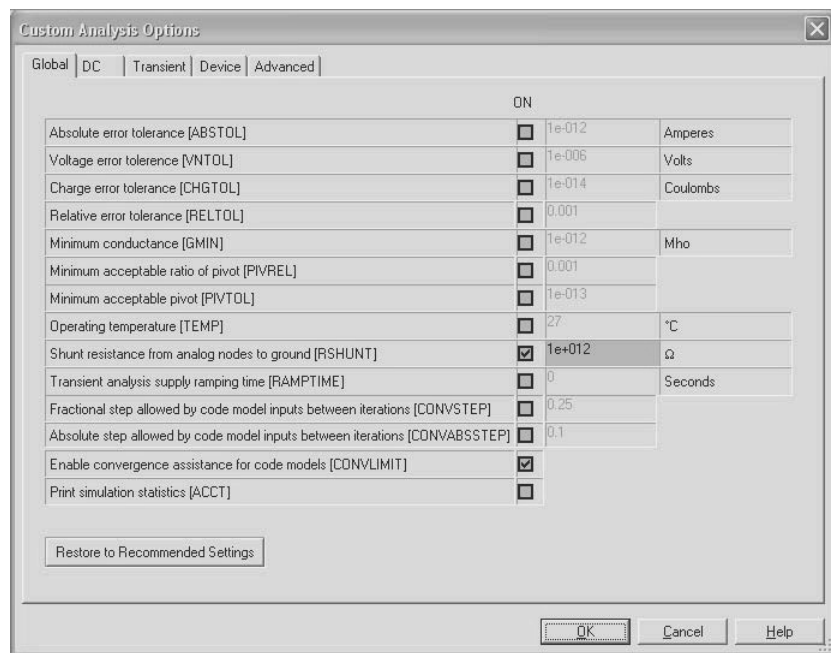 Custom Analysis Options
Global DC Transient Device Advanced
ON
Absolute error tolerance [ABSTOL] 1e-012 Amperes
Voltage error tolerence [VNTOL] 1e-006 Volts
Charge error tolerance [CHGTOL] 1e-014 Coulombs
Relative error tolerance [RELTOL] 0.001
Minimum conductance [GMIN] 1e-012 Mho
Minimum acceptable ratio of pivot [PIVREL] 0.001
Minimum acceptable pivot [PIVTOL] 1e-013
Operating temperature [TEMP] 27 °C
Shunt resistance from analog nodes to ground [RSHUNT] 1e+012 Ω
Transient analysis supply ramping time [RAMPTIME] 0 Seconds
Fractional step allowed by code model inputs between iterations [CONVSTEP] 0.25
Absolute step allowed by code model inputs between iterations [CONVABSSTEP] 0.1
Enable convergence assistance for code models [CONVLIMIT]
Print simulation statistics [ACCT]
Restore to Recommended Settings
OK Cancel Help